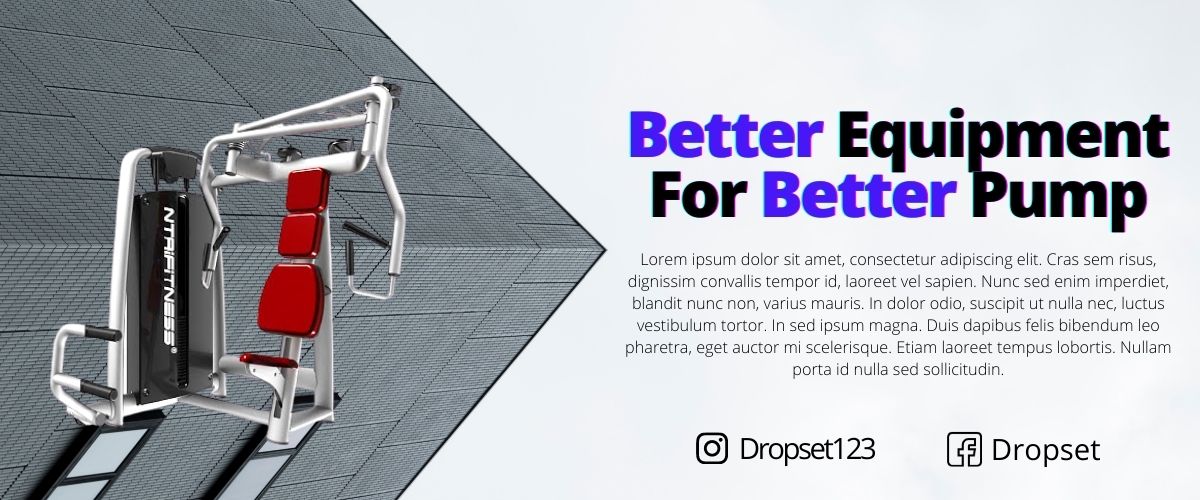 NTAIFITNESS®
Better Equipment
For Better Pump
Lorem ipsum dolor sit amet, consectetur adipiscing elit. Cras sem risus,
dignissim convallis tempor id, laoreet vel sapien. Nunc sed enim imperdiet,
blandit nunc non, varius mauris. In dolor odio, suscipit ut nulla nec, luctus
vestibulum tortor. In sed ipsum magna. Duis dapibus felis bibendum leo
pharetra, eget auctor mi scelerisque. Etiam laoreet tempus lobortis. Nullam
porta id nulla sed sollicitudin.
Dropset123
Dropset